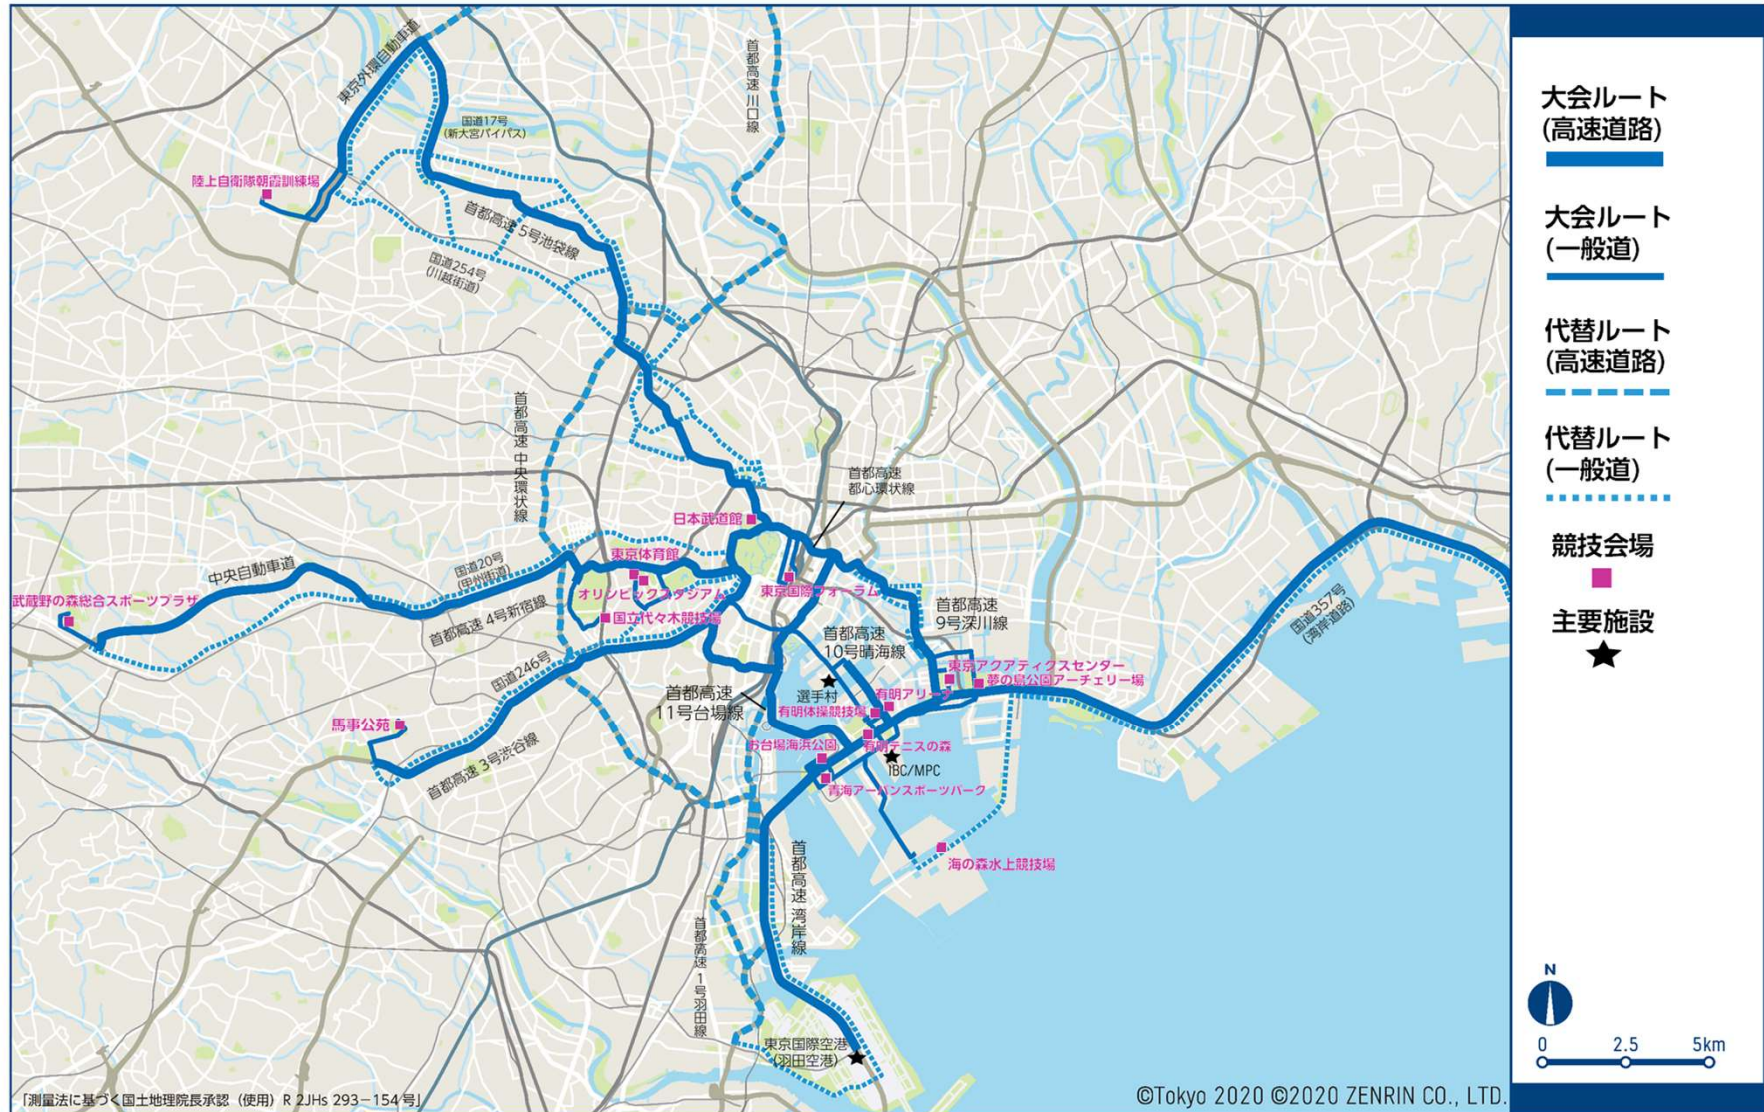 東京外環自動車道
首都高速 川口線
国道17号
(新大宮バイパス)
陸上自衛隊朝霞訓練場
首都高速 5号池袋線
国道254号
(川越街道)
首都高速 中央環状線
首都高速
都心環状線
日本武道館
東京体育館
国道20号
(甲州街道)
中央自動車道
オリンピックスタジアム
東京国際フォーラム
武蔵野の森総合スポーツプラザ
首都高速 4号新宿線
国立代々木競技場
首都高速
9号深川線
国道357号
(湾岸道路)
首都高速
10号晴海線
国道246号
東京アクアティクスセンター
夢の島公園アーチェリー場
首都高速
11号台場線
選手村
有明アリーナ
有明体操競技場
馬事公苑
お台場海浜公園
有明テニスの森
IBC/MPC
首都高速 3号渋谷線
青海アーバンスポーツパーク
首都高速 湾岸線
海の森水上競技場
首都高速 1号羽田線
東京国際空港
(羽田空港)
「測量法に基づく国土地理院長承認（使用）R 2JHs 293－154号」
©Tokyo 2020 ©2020 ZENRIN CO., LTD.
大会ルート
(高速道路)
大会ルート
(一般道)
代替ルート
(高速道路)
代替ルート
(一般道)
競技会場
主要施設
N
0 2.5 5km